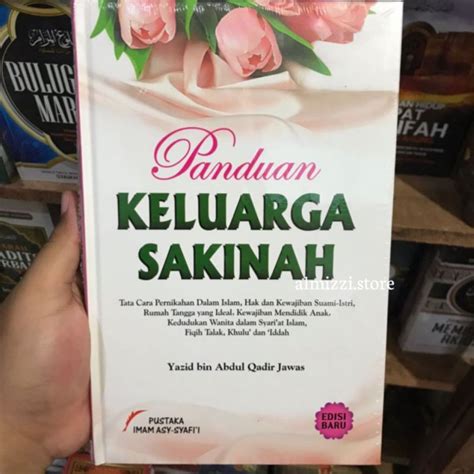 BULUG
MAR
Panduan
KELUARGA
SAKINAH
almizzi.store
Tata Cara Pernikahan Dalam Islam, Hak dan Kewajiban Suami-Istri,
Rumah Tangga yang Ideal, Kewajiban Mendidik Anak,
Kedudukan Wanita dalam Syari'at Islam,
Fiqih Talak, Khulu' dan 'Iddah
Yazid bin Abdul Qadir Jawas
PUSTAKA
IMAM ASY-SYAFI'I
EDISI
BARU